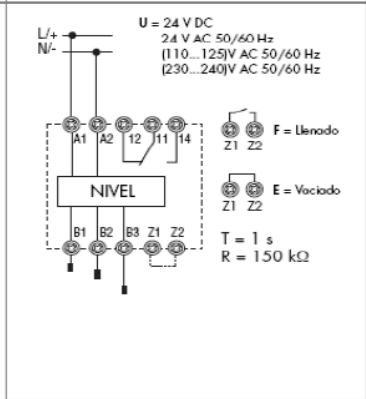 U = 24 V DC
24 V AC 50/60 Hz
(110...125)V AC 50/60 Hz
(230...240)V AC 50/60 Hz
L/+
N/-
A1 A2 12 11 14
NIVEL
B1 B2 B3 Z1 Z2
F = Llenado
Z1 Z2
E = Vaciado
Z1 Z2
T = 1 s
R = 150 kΩ